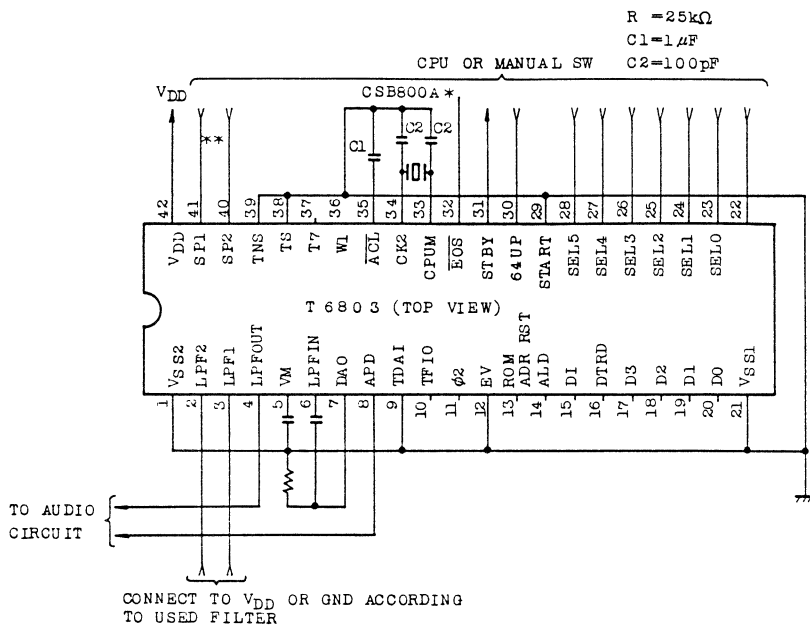 R =25kΩ
C1=1μF
C2=100pF
CPU OR MANUAL SW
VDD
CSB800A*
**
C2
C2
C1
42 41 40 39 38 37 36 35 34 33 32 31 30 29 28 27 26 25 24 23 22
VDD SP1 SP2 TNS TS T7 W1 ACL CK2 CPUM EOS STBY 64UP START SEL5 SEL4 SEL3 SEL2 SEL1 SEL0
T6803 (TOP VIEW)
VSS2 LPF2 LPF1 LPFOUT VM LPFIN DAO APD TDAI TFIO φ2 EV ROM ADR RST ALD DI DTRD D3 D2 D1 D0 VSS1
1 2 3 4 5 6 7 8 9 10 11 12 13 14 15 16 17 18 19 20 21
TO AUDIO
CIRCUIT
CONNECT TO VDD OR GND ACCORDING
TO USED FILTER